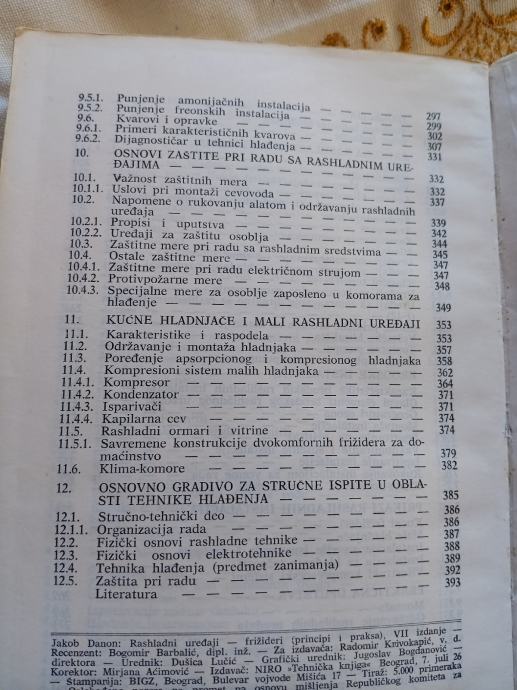 9.5.1. Punjenje amonijačnih instalacija — — — — — 297
9.5.2. Punjenje freonskih instalacija — — — — — 299
9.6. Kvarovi i opravke — — — — — — — 302
9.6.1. Primeri karakterističnih kvarova — — — — — 307
9.6.2. Dijagnostičar u tehnici hlađenja — — — — — 331
10. OSNOVI ZAŠTITE PRI RADU SA RASHLADNIM URE-
ĐAJIMA — — — — — — — — — 332
10.1. Važnost zaštitnih mera — — — — — — — 332
10.1.1. Uslovi pri montaži cevovoda — — — — — — 337
10.2. Napomene o rukovanju alatom i održavanju rashladnih
uređaja — — — — — — — — — 339
10.2.1. Propisi i uputstva — — — — — — — 342
10.2.2. Uređaji za zaštitu osoblja — — — — — — 344
10.3. Zaštitne mere pri radu sa rashladnim sredstvima — — 345
10.4. Ostale zaštitne mere — — — — — — — 347
10.4.1. Zaštitne mere pri radu električnom strujom — — — 347
10.4.2. Protivpožarne mere — — — — — — — 348
10.4.3. Specijalne mere za osoblje zaposleno u komorama za
hlađenje — — — — — — — — — 349
11. KUĆNE HLADNJAČE I MALI RASHLADNI UREĐAJI 353
11.1. Karakteristike i raspodela — — — — — — 353
11.2. Održavanje i montaža hladnjaka — — — — — 357
11.3. Poređenje apsorpcionog i kompresionog hladnjaka 358
11.4. Kompresioni sistem malih hladnjaka — — — — 362
11.4.1. Kompresor — — — — — — — — — 364
11.4.2. Kondenzator — — — — — — — — — 371
11.4.3. Isparivači — — — — — — — — — 371
11.4.4. Kapilarna cev — — — — — — — — 374
11.5. Rashladni ormari i vitrine — — — — — — 374
11.5.1. Savremene konstrukcije dvokomfornih frižidera za do-
maćinstvo — — — — — — — — — 379
11.6. Klima-komore — — — — — — — — 382
12. OSNOVNO GRADIVO ZA STRUČNE ISPITE U OBLA-
STI TEHNIKE HLAĐENJA — — — — — — 385
12.1. Stručno-tehnički deo — — — — — — — 386
12.1.1. Organizacija rada — — — — — — — 386
12.2. Fizički osnovi rashladne tehnike — — — — — 387
12.3. Fizički osnovi elektrotehnike — — — — — 388
12.4. Tehnika hlađenja (predmet zanimanja) — — — — 389
12.5. Zaštita pri radu — — — — — — — — 392
Literatura — — — — — — — — — 393
Jakob Danon: Rashladni uređaji — frižideri (principi i praksa), VII izdanje —
Recenzent: Bogomir Barbalić, dipl. inž. — Za izdavača: Radomir Krivokapić, v. d.
direktora — Urednik: Dušica Lučić — Grafički urednik: Jugoslav Bogdanović —
Korektor: Mirjana Aćimović — Izdavač: NIRO »Tehnička knjiga« Beograd, 7. jula 26
— Štamparija: BIGZ, Beograd, Bulevar vojvode Mišića 17 — Tiraž: 5.000 primeraka
osnovu mišljenja Republičkog komiteta za